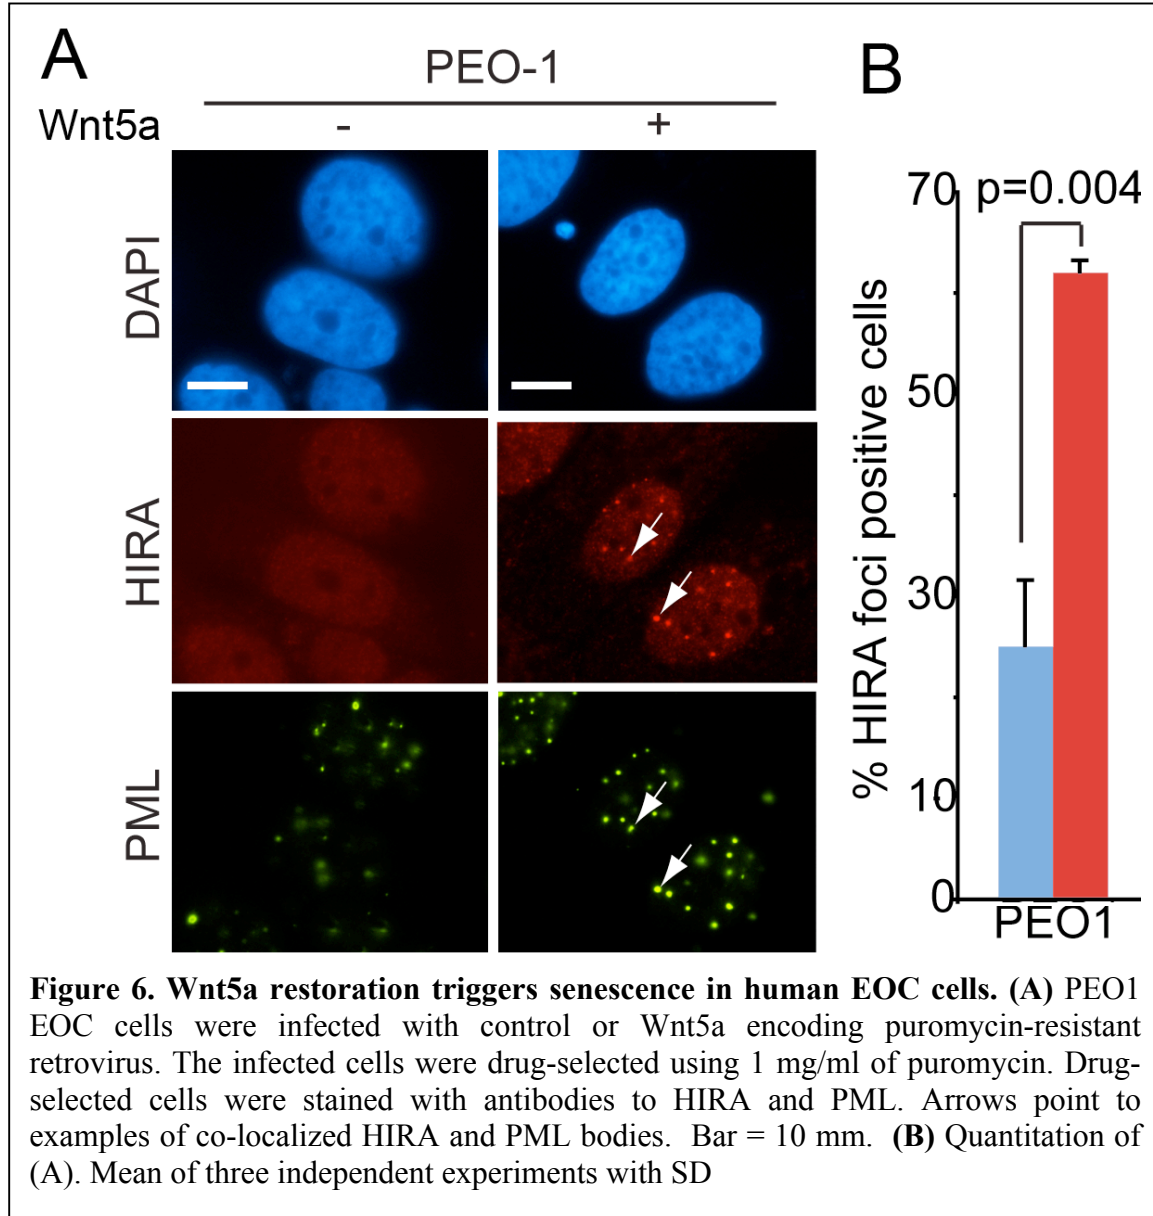 A
PEO-1
Wnt5a - +
DAPI
HIRA
PML
B
p=0.004
% HIRA foci positive cells
70
50
30
10
0
PEO1
Figure 6. Wnt5a restoration triggers senescence in human EOC cells. (A) PEO1
EOC cells were infected with control or Wnt5a encoding puromycin-resistant
retrovirus. The infected cells were drug-selected using 1 mg/ml of puromycin. Drug-
selected cells were stained with antibodies to HIRA and PML. Arrows point to
examples of co-localized HIRA and PML bodies. Bar = 10 mm. (B) Quantitation of
(A). Mean of three independent experiments with SD